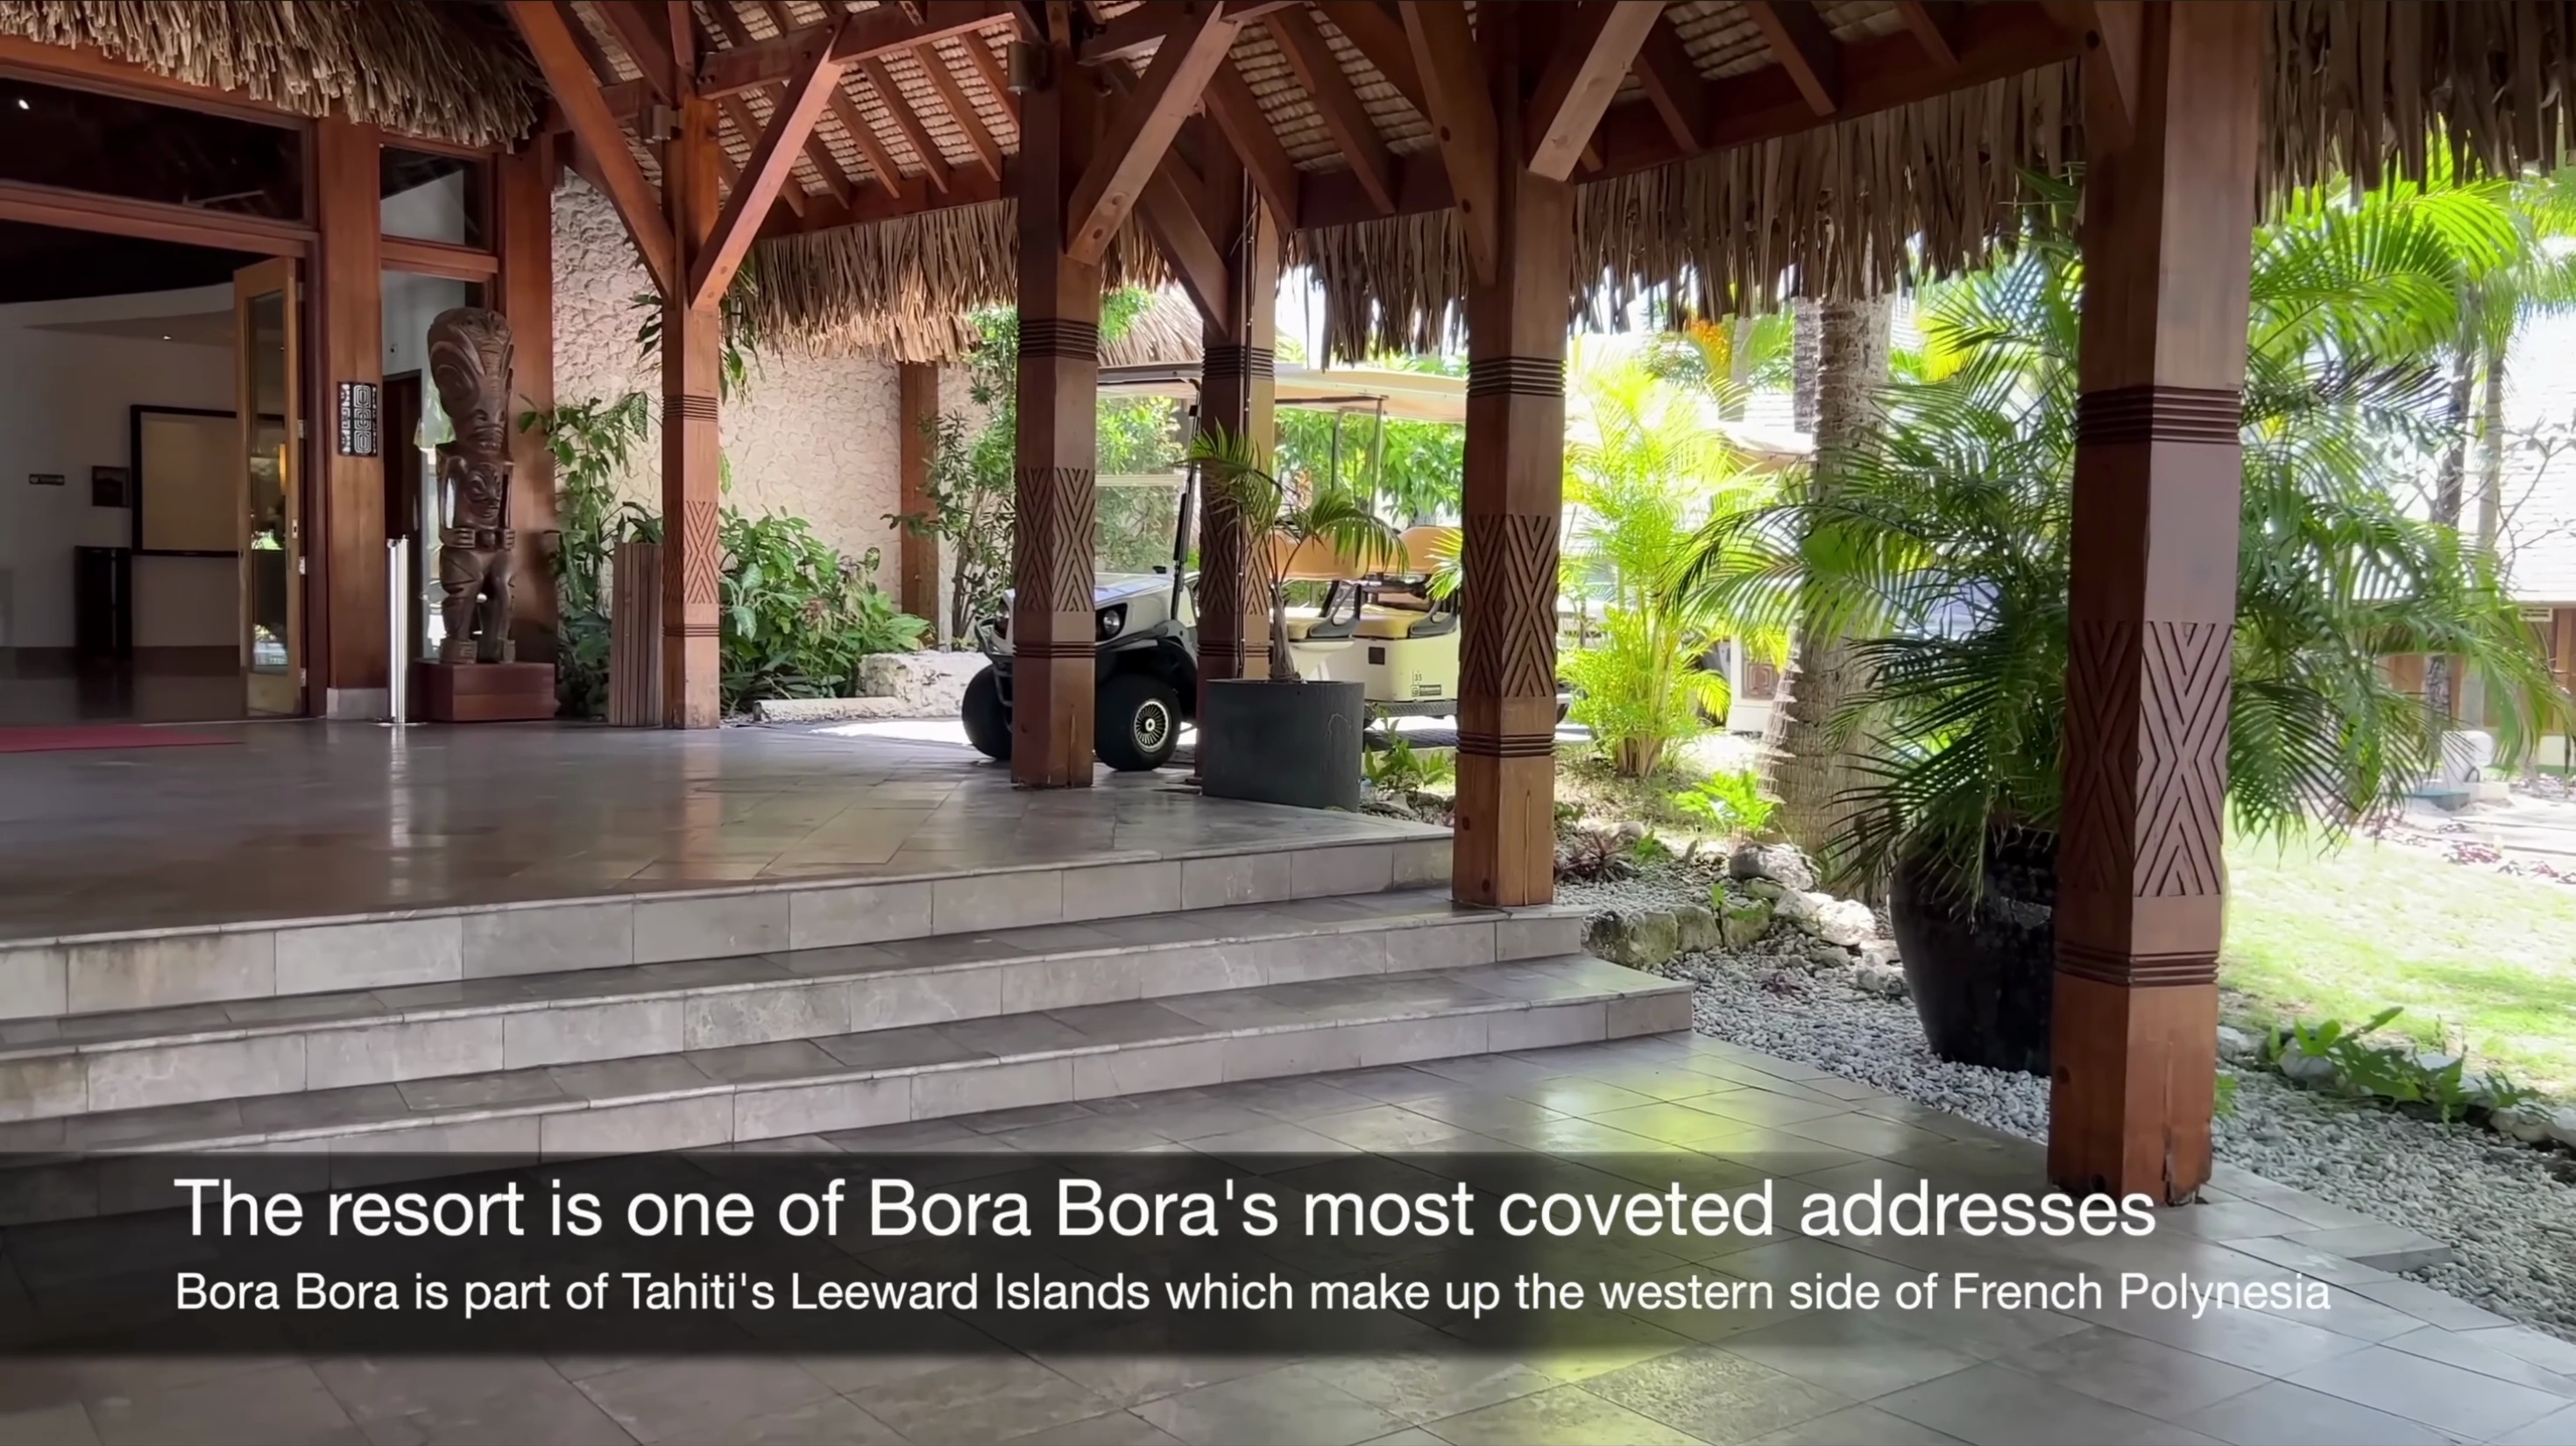 33
The resort is one of Bora Bora's most coveted addresses
Bora Bora is part of Tahiti's Leeward Islands which make up the western side of French Polynesia